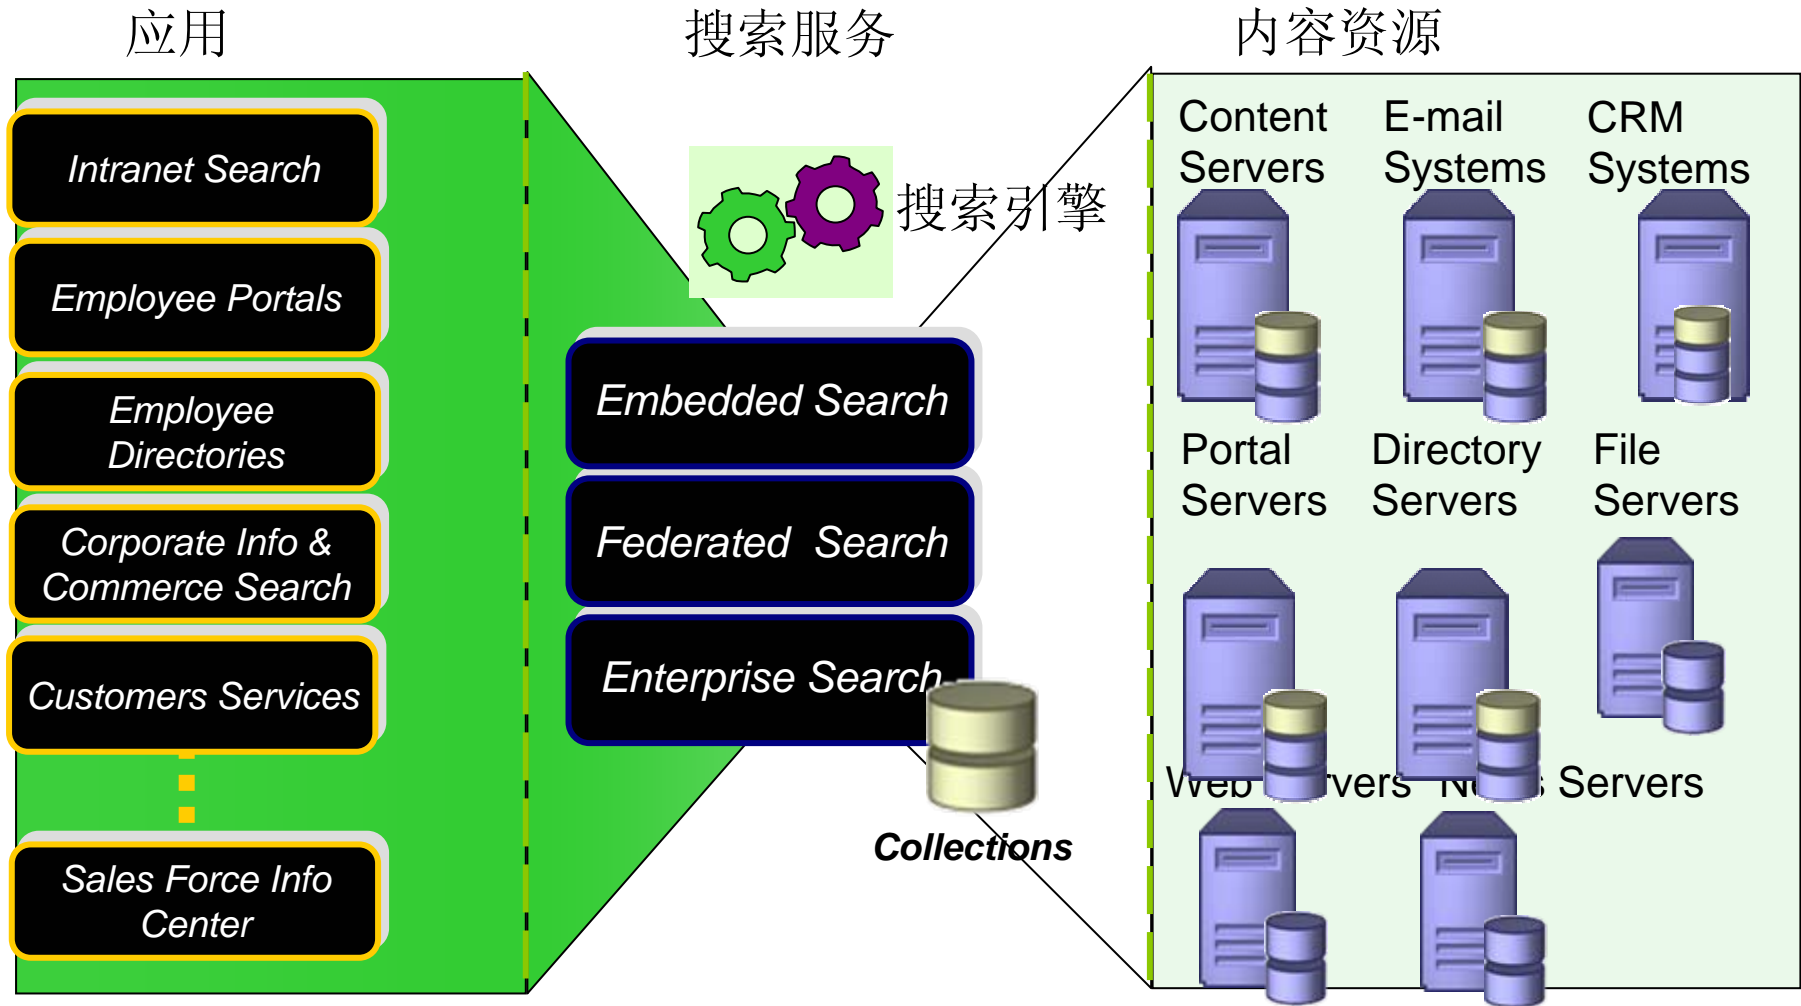 应用
搜索服务
内容资源
Intranet Search
Employee Portals
Employee
Directories
Corporate Info &
Commerce Search
Customers Services
Sales Force Info
Center
搜索引擎
Embedded Search
Federated Search
Enterprise Search
Collections
Content
Servers
E-mail
Systems
CRM
Systems
Portal
Servers
Directory
Servers
File
Servers
Web
Servers